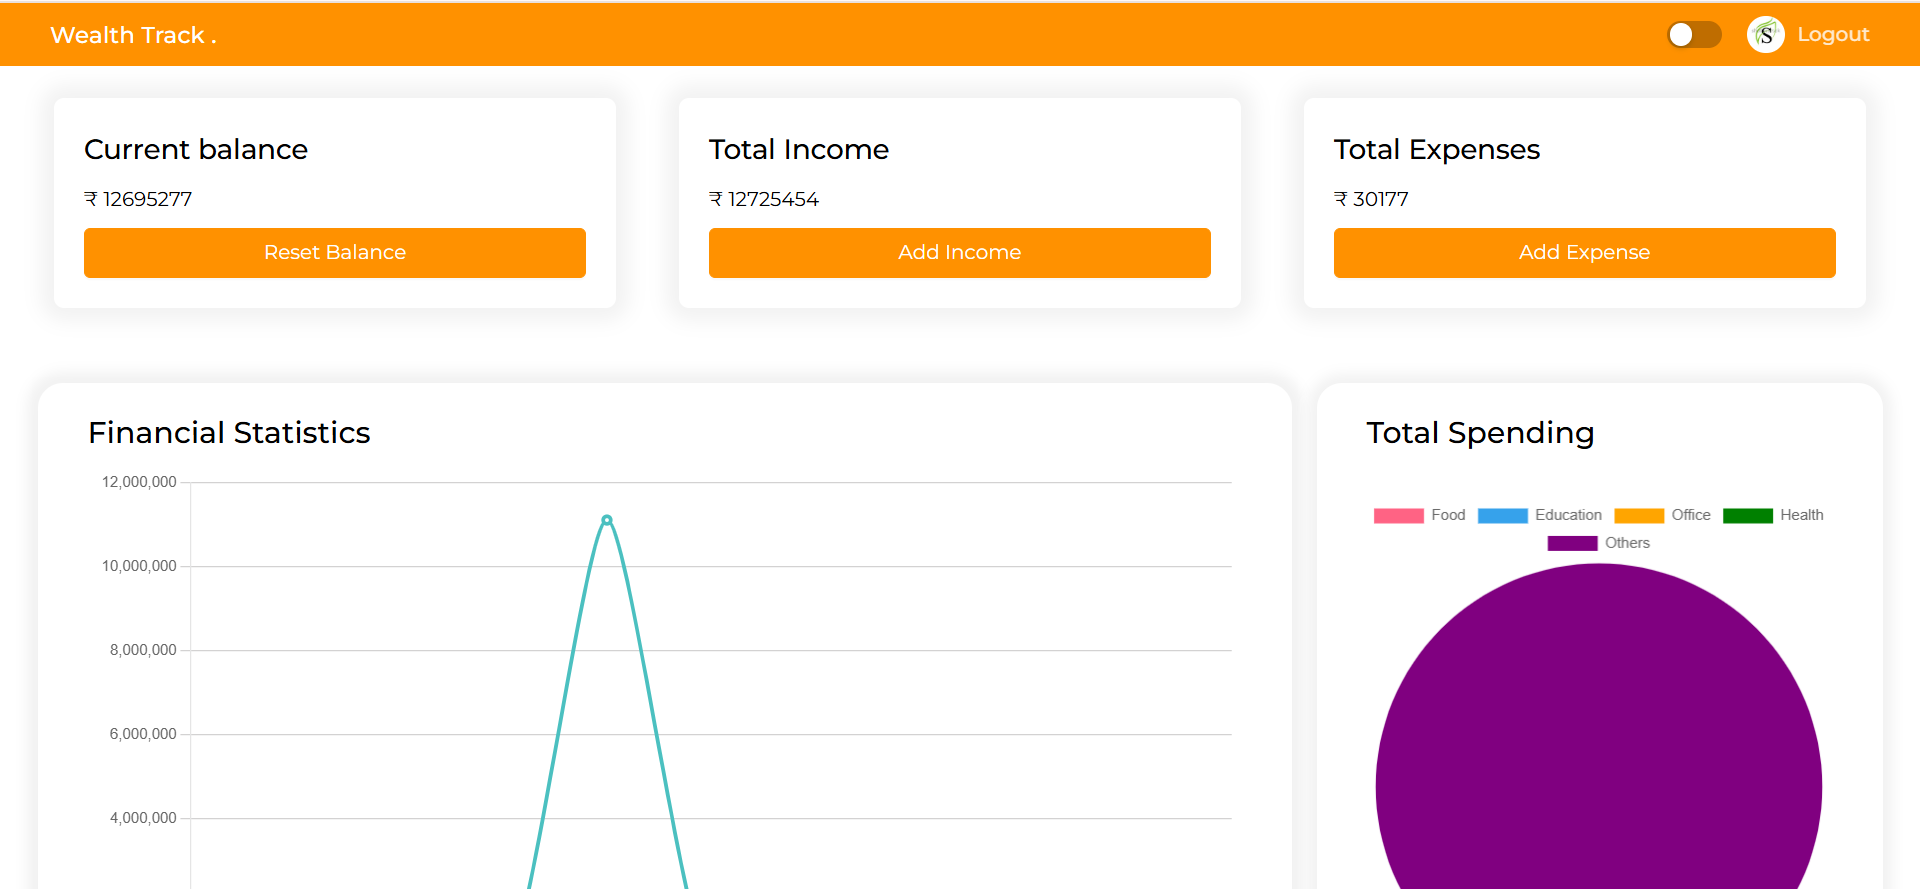 Wealth Track .
Logout
Current balance
₹ 12695277
Reset Balance
Total Income
₹ 12725454
Add Income
Total Expenses
₹ 30177
Add Expense
Financial Statistics
12,000,000
10,000,000
8,000,000
6,000,000
4,000,000
Total Spending
Food Education Office Health
Others